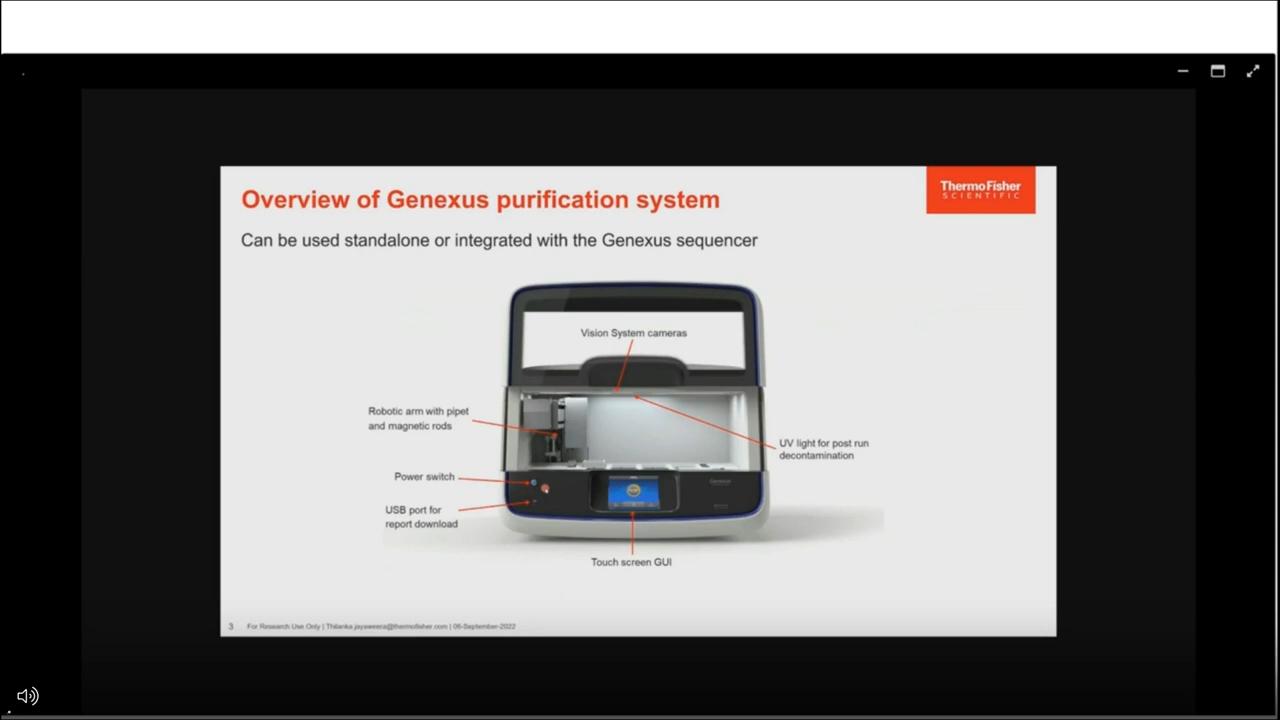 Overview of Genexus purification system
ThermoFisher
SCIENTIFIC
Can be used standalone or integrated with the Genexus sequencer
Vision System cameras
Robotic arm with pipet
and magnetic rods
UV light for post run
decontamination
Power switch
Genexus
USB port for
report download
Touch screen GUI
3 For Research Use Only | Thilanka.jayaweera@thermofisher.com | 06-September-2022